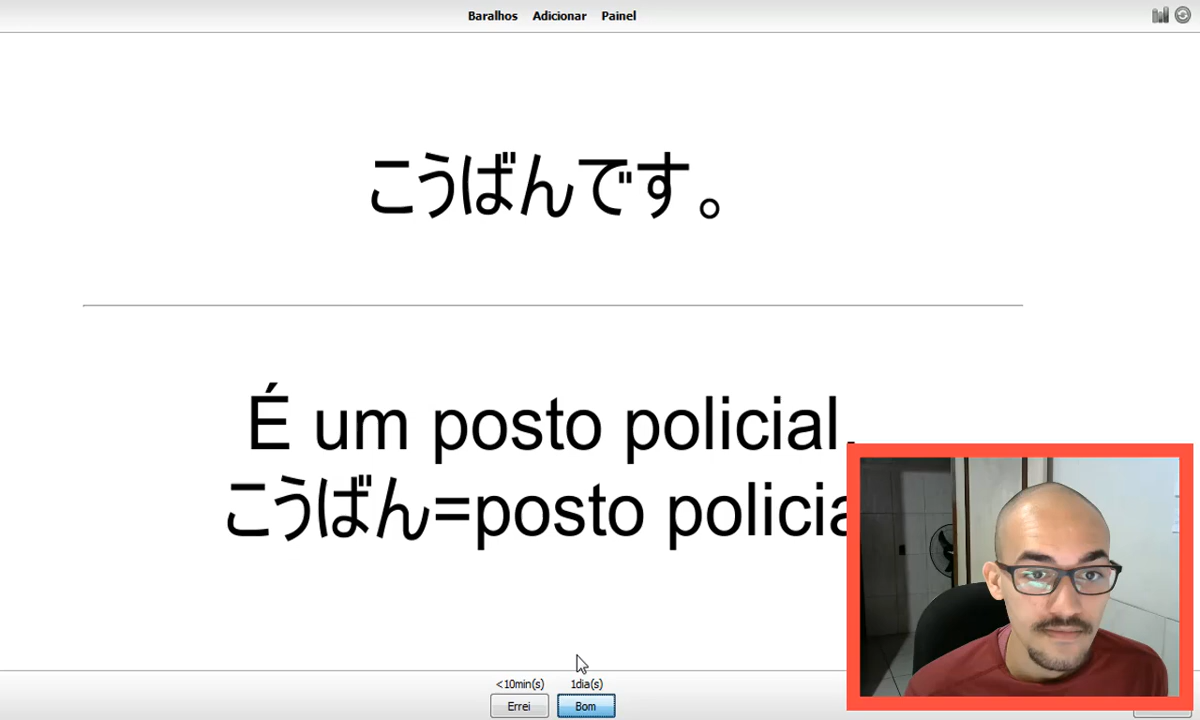 Baralhos Adicionar Painel
こうばんです。
É um posto policial.
こうばん=posto
<10min(s) 1dia(s)
Errei Bom